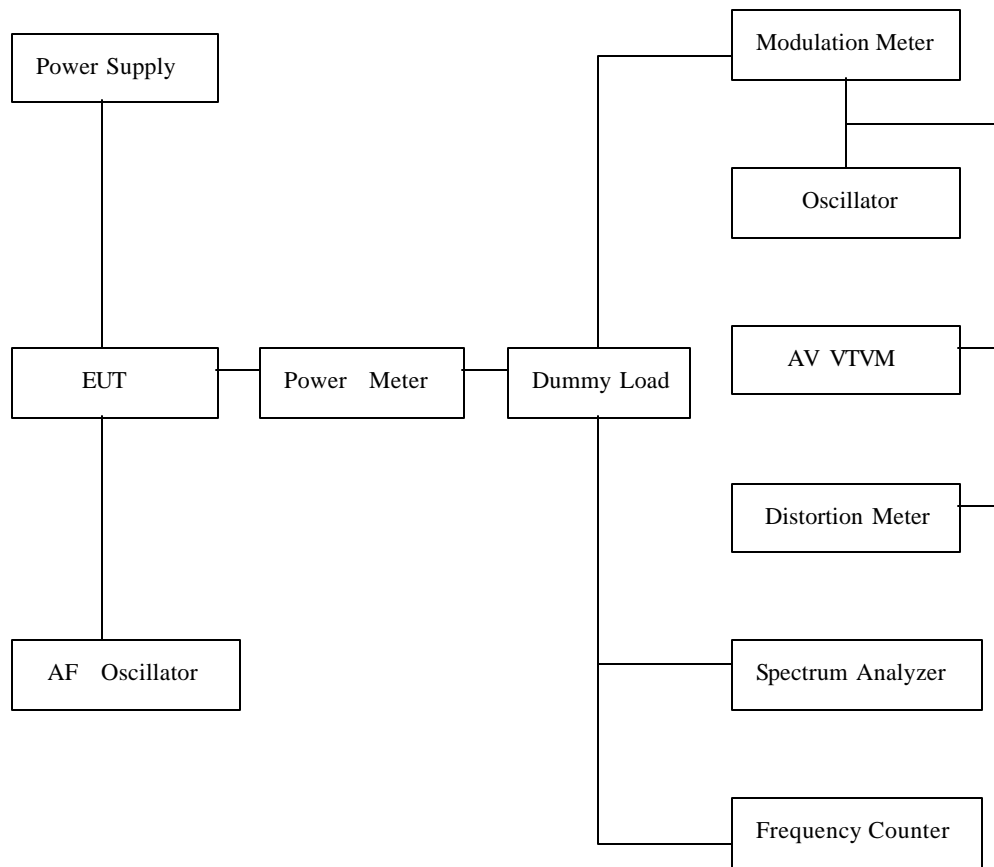 Modulation Meter
Power Supply
Oscillator
AV VTVM
EUT
Power Meter
Dummy Load
Distortion Meter
AF Oscillator
Spectrum Analyzer
Frequency Counter